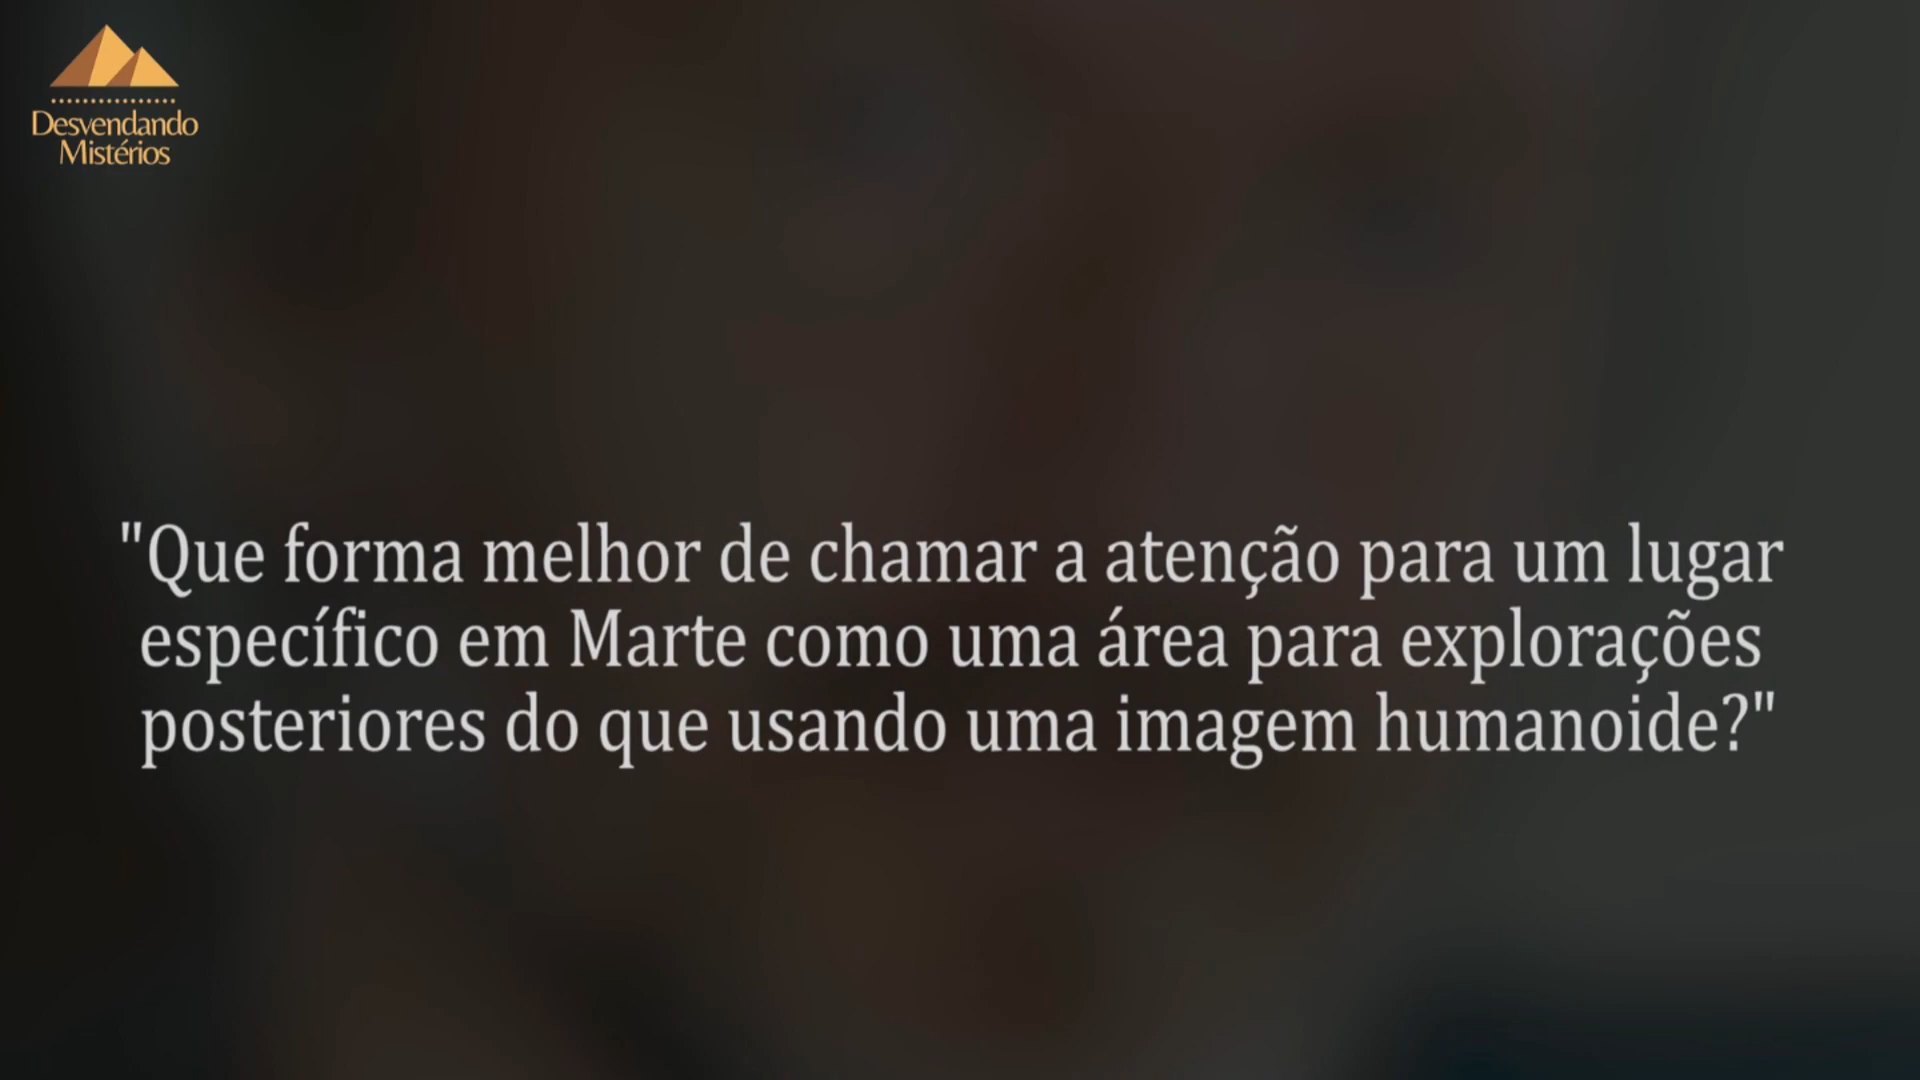 Desvendando
Mistérios
"Que forma melhor de chamar a atenção para um lugar
específico em Marte como uma área para explorações
posteriores do que usando uma imagem humanoide?"